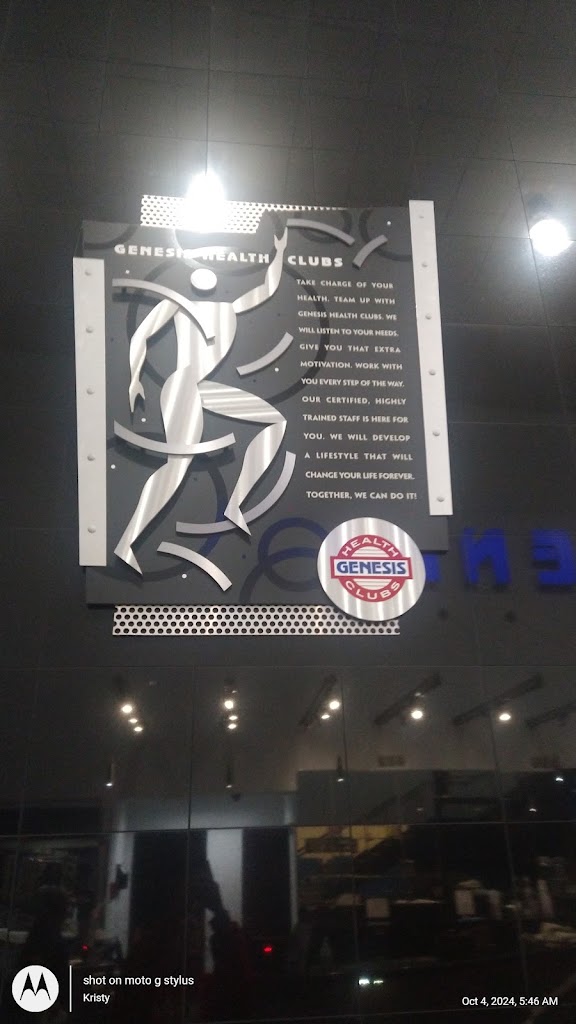 GENESIS HEALTH CLUBS
TAKE CHARGE OF YOUR
HEALTH. TEAM UP WITH
GENESIS HEALTH CLUBS. WE
WILL LISTEN TO YOUR NEEDS.
GIVE YOU THAT EXTRA
MOTIVATION. WORK WITH
YOU EVERY STEP OF THE WAY.
OUR CERTIFIED, HIGHLY
TRAINED STAFF IS HERE FOR
YOU. WE WILL DEVELOP
A LIFESTYLE THAT WILL
CHANGE YOUR LIFE FOREVER.
TOGETHER, WE CAN DO IT!
HEALTH
GENESIS
CLUBS
shot on moto g stylus
Kristy
Oct 4, 2024, 5:46 AM